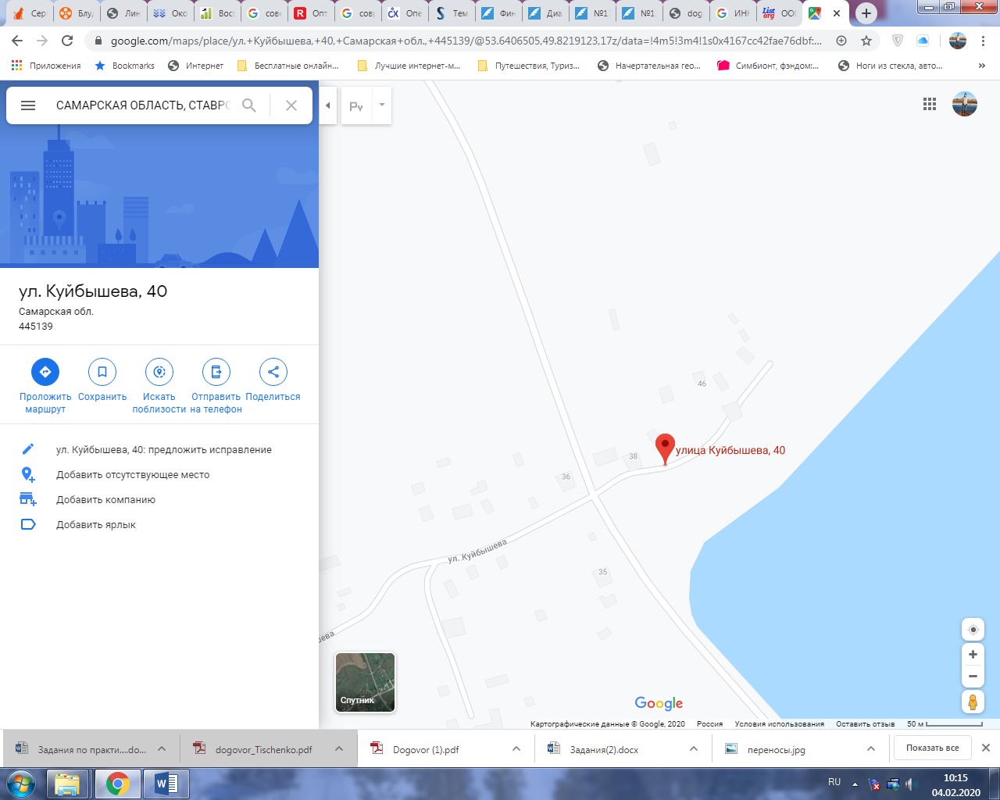 Сер
Блу
Лин
Око
Вос
сове
Опт
сов
Опе
Тем
Фин
Диа
№1
№1
dog
ИНН
List org
ООО
google.com/maps/place/ул.+Куйбышева,+40,+Самарская+обл.,+445139/@53.6406505,49.8219123,17z/data=!4m5!3m4!1s0x4167cc42fae76dbf:...
Приложения
Bookmarks
Интернет
Бесплатные онлайн...
Лучшие интернет-м...
Путешествия, Туриз...
Начертательная гео...
Симбионт, фэндом:...
Ноги из стекла, авто...
»
САМАРСКАЯ ОБЛАСТЬ, СТАВРО
Ру
ул. Куйбышева, 40
Самарская обл.
445139
Проложить маршрут
Сохранить
Искать поблизости
Отправить на телефон
Поделиться
ул. Куйбышева, 40: предложить исправление
Добавить отсутствующее место
Добавить компанию
Добавить ярлык
46
38
улица Куйбышева, 40
36
ул. Куйбышева
35
шева
Спутник
Google
Картографические данные © Google, 2020
Россия
Условия использования
Оставить отзыв
50 м
Задания по практи....do...
dogovor_Tischenko.pdf
Dogovor (1).pdf
Задания(2).docx
переносы.jpg
Показать все
RU
10:15
04.02.2020